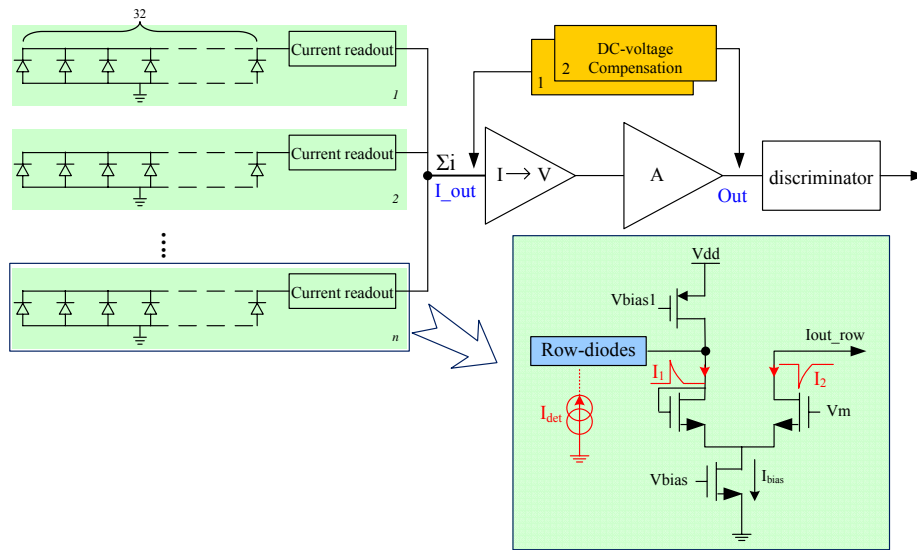 32
Current readout
1
Current readout
2
Current readout
n
Σi
I_out
I → V
A
Out
discriminator
DC-voltage
Compensation
1
2
Vdd
Vbias1
Row-diodes
Iout_row
I1
I2
Idet
Vm
Vbias
Ibias